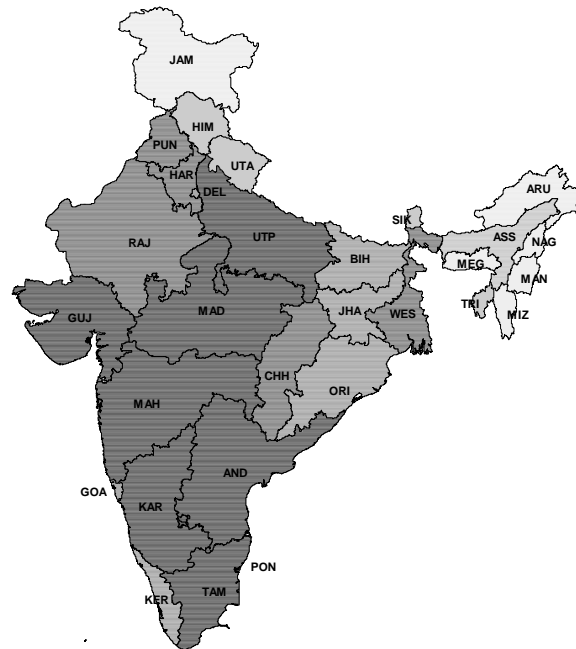 JAM
HIM
PUN
UTA
HAR
DEL
ARU
SIK
ASS
NAG
UTP
RAJ
BIH
MEG
MAN
TRI
MIZ
MAD
GUJ
JHA
WES
CHH
ORI
MAH
AND
GOA
KAR
PON
TAM
KER